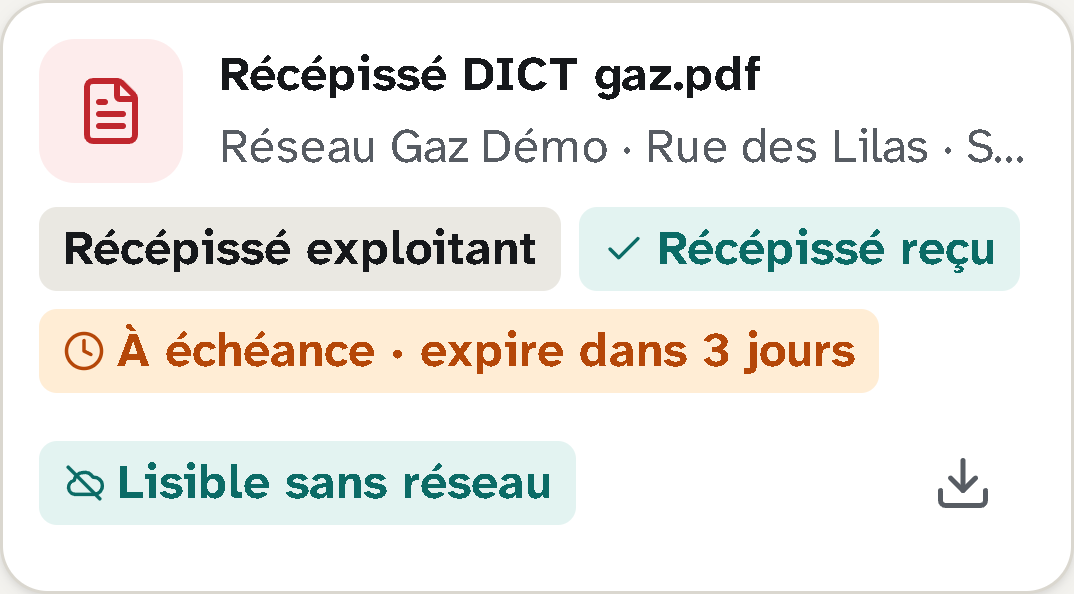 Récépissé DICT gaz.pdf
Réseau Gaz Démo · Rue des Lilas · S...
Récépissé exploitant
Récépissé reçu
À échéance · expire dans 3 jours
Lisible sans réseau